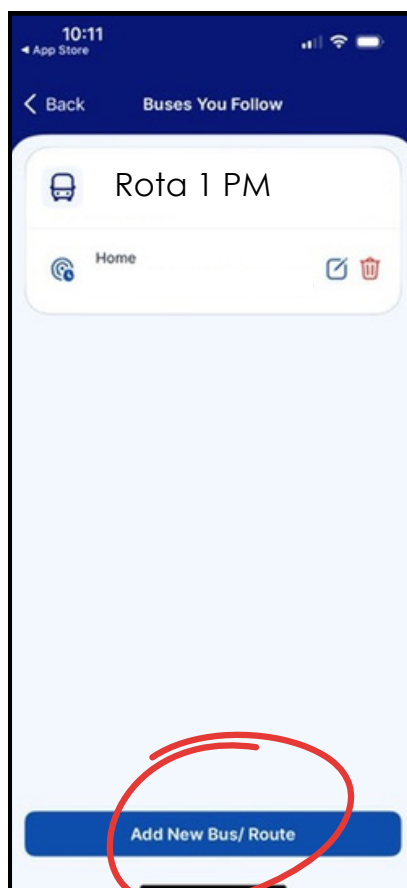 10:11
App Store
Back
Buses You Follow
Rota 1 PM
Home
Add New Bus/ Route